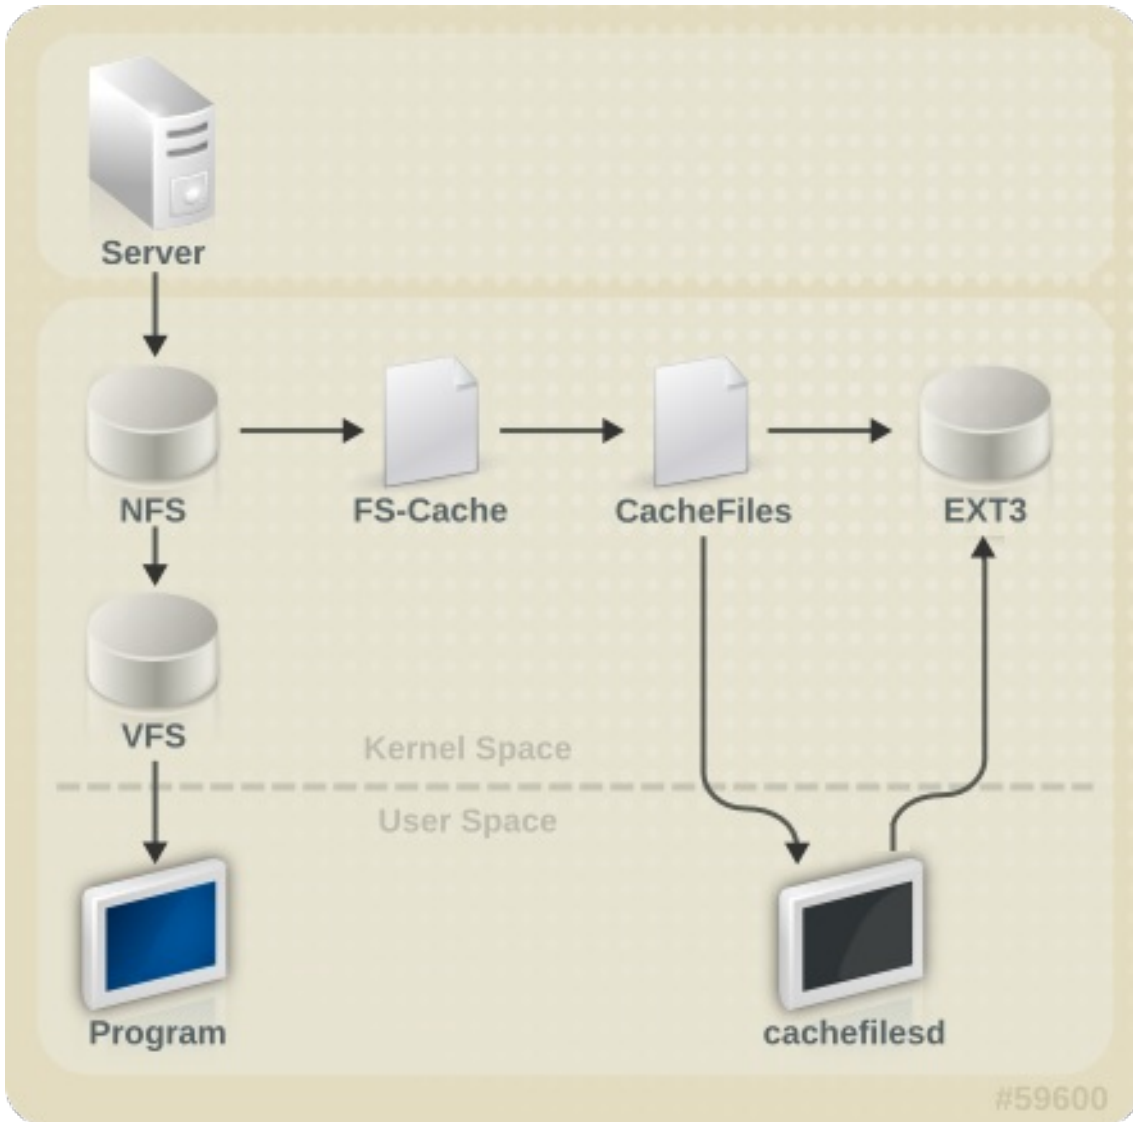 Server
NFS
FS-Cache
CacheFiles
EXT3
VFS
Kernel Space
User Space
Program
cachefilesd
#59600